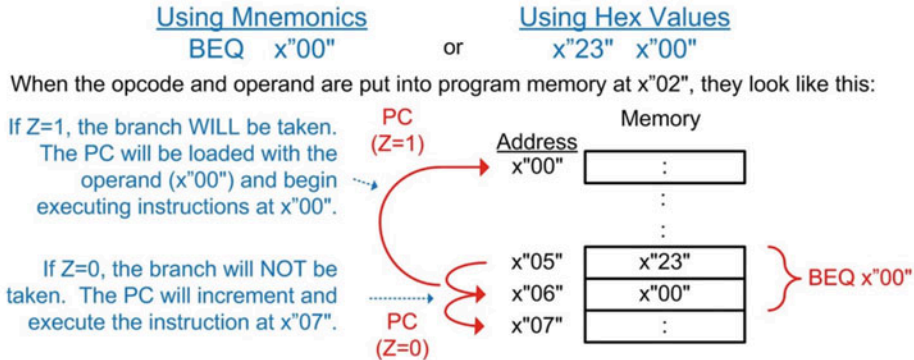 Using Mnemonics
BEQ x"00"
or
Using Hex Values
x"23" x"00"
When the opcode and operand are put into program memory at x"02", they look like this:
If Z=1, the branch WILL be taken.
The PC will be loaded with the
operand (x"00") and begin
executing instructions at x"00".
If Z=0, the branch will NOT be
taken. The PC will increment and
execute the instruction at x"07".
PC
(Z=1)
PC
(Z=0)
Address
Memory
x"00" :
:
:
x"05" x"23"
x"06" x"00"
x"07" :
BEQ x"00"